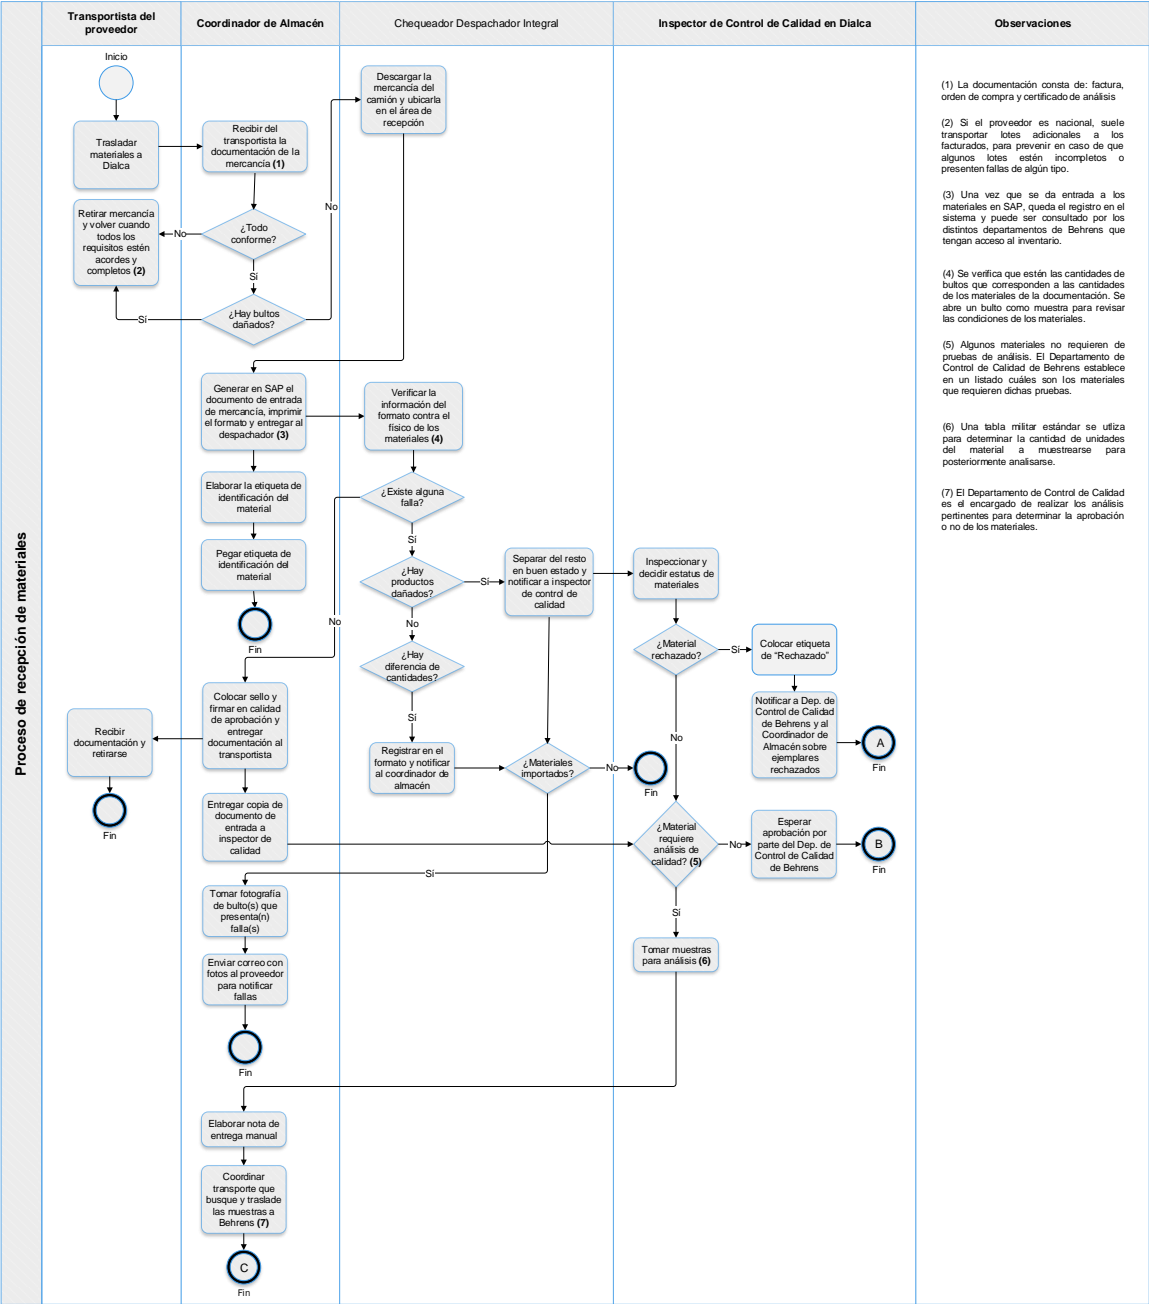 Transportista del
proveedor
Coordinador de Almacén
Chequeador Despachador Integral
Inspector de Control de Calidad en Dialca
Observaciones
Proceso de recepción de materiales
Inicio
Trasladar
materiales a
Dialca
Recibir del
transportista la
documentación de la
mercancía (1)
Descargar la
mercancía del
camión y ubicarla
en el área de
recepción
Retirar mercancía
y volver cuando
todos los
requisitos estén
acordes y
completos (2)
No
¿Todo
conforme?
Sí
¿Hay bultos
dañados?
Sí
No
Generar en SAP el
documento de entrada
de mercancía, imprimir
el formato y entregar al
despachador (3)
Verificar la
información del
formato contra el
físico de los
materiales (4)
Elaborar la etiqueta de
identificación del
material
¿Existe alguna
falla?
Pegar etiqueta de
identificación del
material
Fin
Sí
No
¿Hay
productos
dañados?
Sí
Separar del resto
en buen estado y
notificar a inspector
de control de
calidad
Inspeccionar y
decidir estatus de
materiales
No
¿Hay
diferencia de
cantidades?
¿Material
rechazado?
Sí
Colocar etiqueta
de “Rechazado”
Notificar a Dep. de
Control de Calidad
de Behrens y al
Coordinador de
Almacén sobre
ejemplares
rechazados
A
Fin
No
Colocar sello y
firmar en calidad
de aprobación y
entregar
documentación al
transportista
Recibir
documentación y
retirarse
Fin
Sí
Registrar en el
formato y notificar
al coordinador de
almacén
¿Materiales
importados?
No
Fin
Entregar copia de
documento de
entrada a
inspector de
calidad
¿Material
requiere
análisis de
calidad? (5)
No
Esperar
aprobación por
parte del Dep. de
Control de Calidad
de Behrens
B
Fin
Sí
Tomar fotografía
de bulto(s) que
presenta(n)
falla(s)
Sí
Tomar muestras
para análisis (6)
Enviar correo con
fotos al proveedor
para notificar
fallas
Fin
Elaborar nota de
entrega manual
Coordinar
transporte que
busque y traslade
las muestras a
Behrens (7)
C
Fin
(1) La documentación consta de: factura,
orden de compra y certificado de análisis
(2) Si el proveedor es nacional, suele
transportar lotes adicionales a los
facturados, para prevenir en caso de que
algunos lotes estén incompletos o
presenten fallas de algún tipo.
(3) Una vez que se da entrada a los
materiales en SAP, queda el registro en el
sistema y puede ser consultado por los
distintos departamentos de Behrens que
tengan acceso al inventario.
(4) Se verifica que estén las cantidades de
bultos que corresponden a las cantidades
de los materiales de la documentación. Se
abre un bulto como muestra para revisar
las condiciones de los materiales.
(5) Algunos materiales no requieren de
pruebas de análisis. El Departamento de
Control de Calidad de Behrens establece
en un listado cuáles son los materiales
que requieren dichas pruebas.
(6) Una tabla militar estándar se utliza
para determinar la cantidad de unidades
del material a muestrearse para
posteriormente analisarse.
(7) El Departamento de Control de Calidad
es el encargado de realizar los análisis
pertinentes para determinar la aprobación
o no de los materiales.